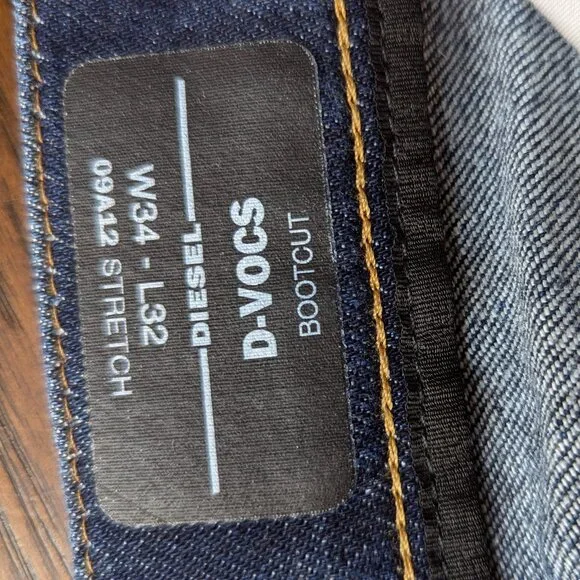 D-VOCS
BOOTCUT
DIESEL
W34 - L32
09A12 STRETCH